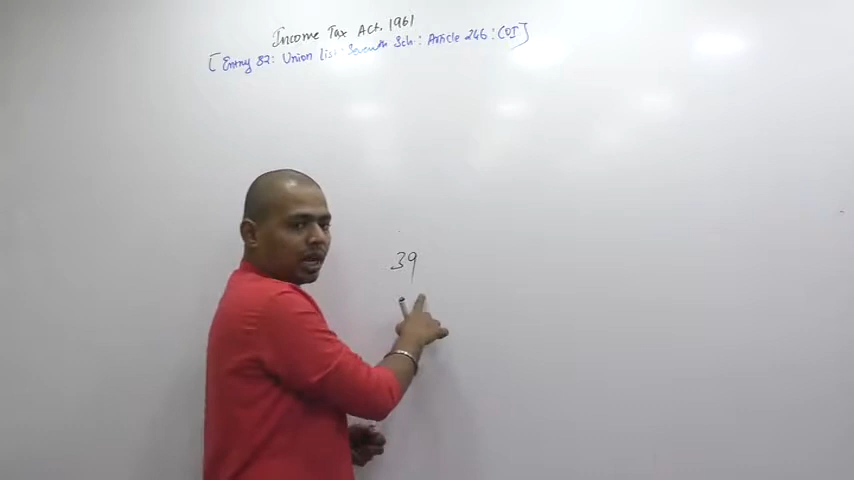 Income Tax Act, 1961
[Entry 82: Union list: Seventh Sch: Article 246: COI]
39